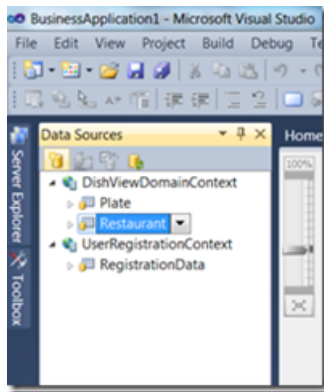 BusinessApplication1 - Microsoft Visual Studio
File Edit View Project Build Debug
Data Sources
Home
100%
DishViewDomainContext
Plate
Restaurant
UserRegistrationContext
RegistrationData
Server Explorer
Toolbox